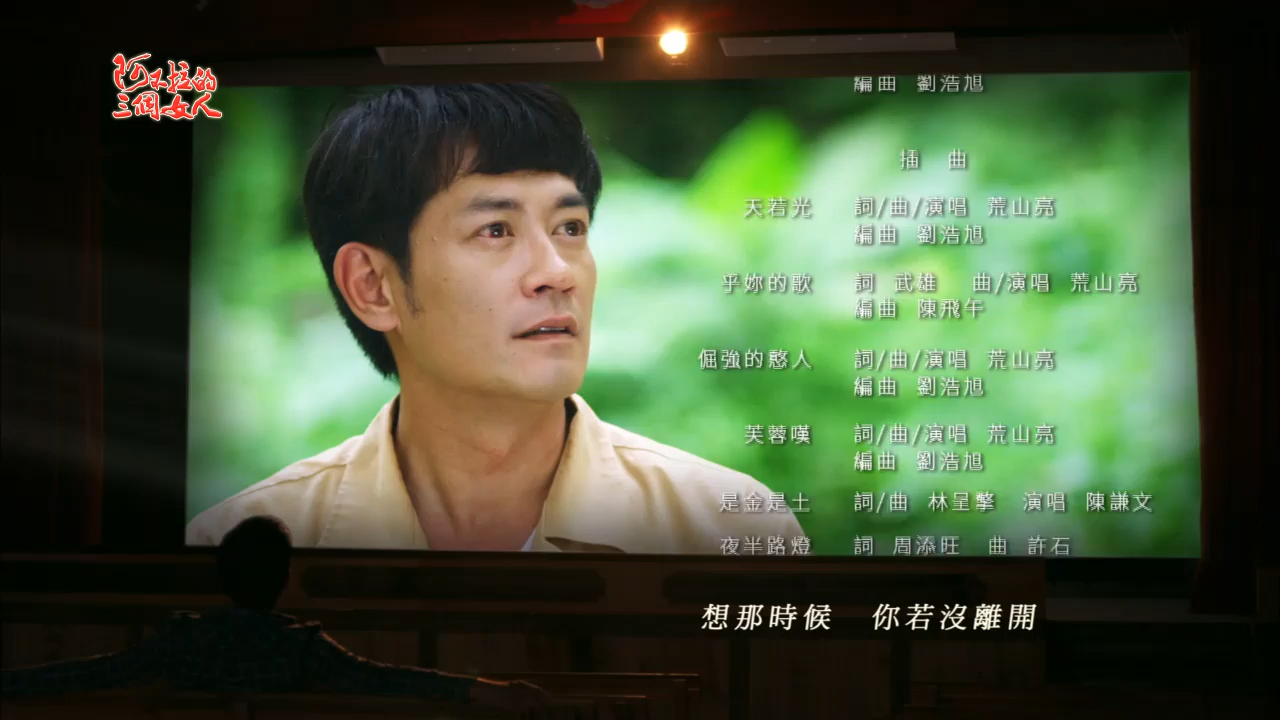 阿不拉的
三個女人
編曲 劉浩旭
插 曲
天若光 詞/曲/演唱 荒山亮
編曲 劉浩旭
乎妳的歌 詞 武雄 曲/演唱 荒山亮
編曲 陳飛午
倔強的憨人 詞/曲/演唱 荒山亮
編曲 劉浩旭
芙蓉嘆 詞/曲/演唱 荒山亮
編曲 劉浩旭
是金是土 詞/曲 林呈擎 演唱 陳謙文
夜半路燈 詞 周添旺 曲 許石
想那時候 你若沒離開